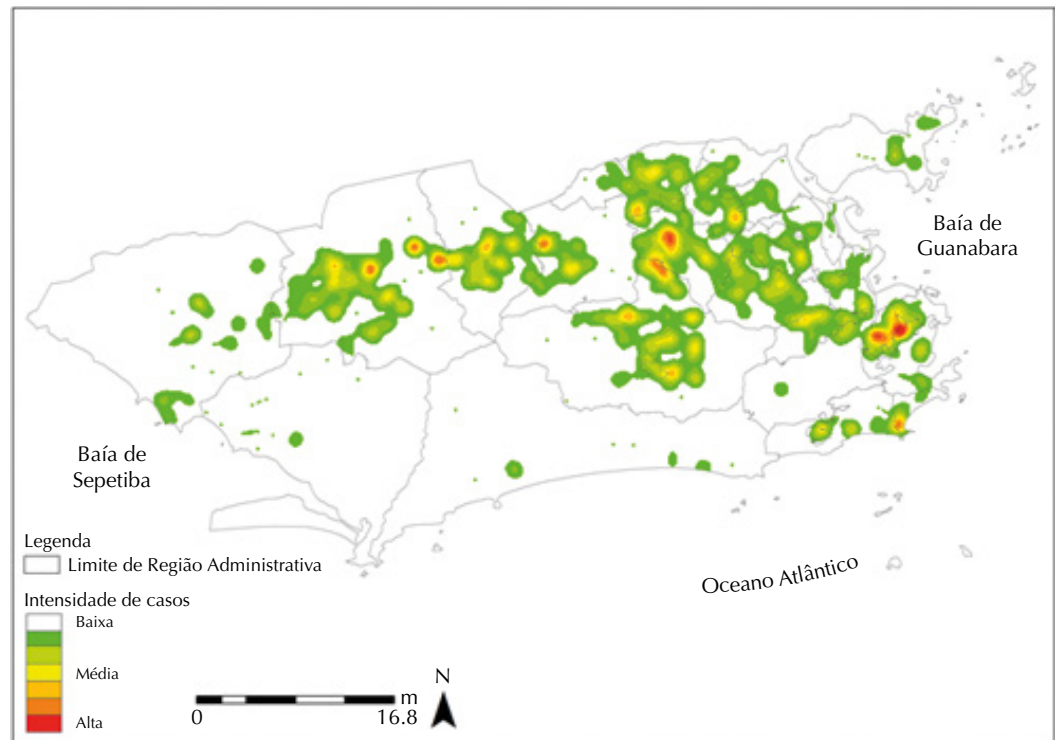 Baía de
Guanabara
Baía de
Sepetiba
Oceano Atlântico
Legenda
Limite de Região Administrativa
Intensidade de casos
Baixa
Média
Alta
0
16.8
m
N